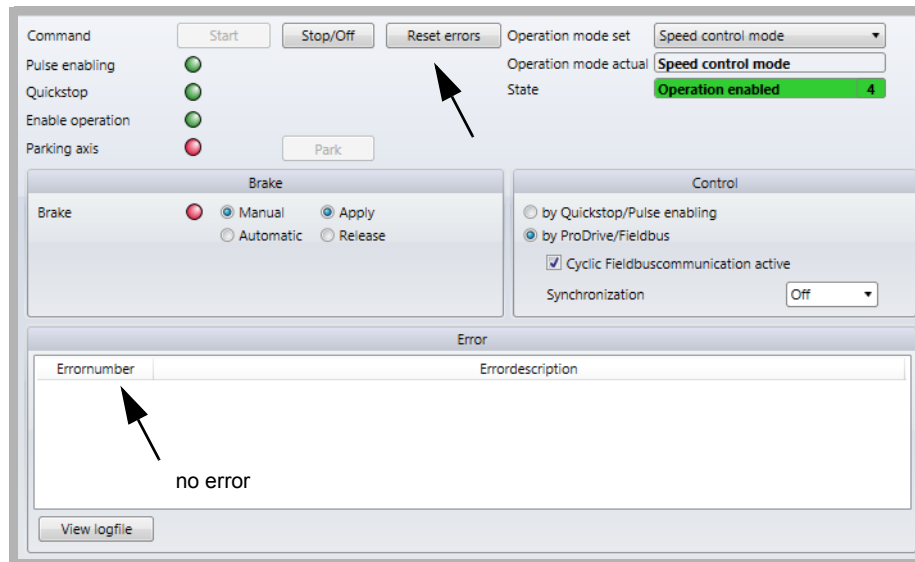 Command Start Stop/Off Reset errors Operation mode set Speed control mode
Pulse enabling Operation mode actual Speed control mode
Quickstop State Operation enabled 4
Enable operation
Parking axis Park
Brake Control
Brake Manual Apply by Quickstop/Pulse enabling
Automatic Release by ProDrive/Fieldbus
Cyclic Fieldbuscommunication active
Synchronization Off
Error
Errornumber Errordescription
no error
View logfile